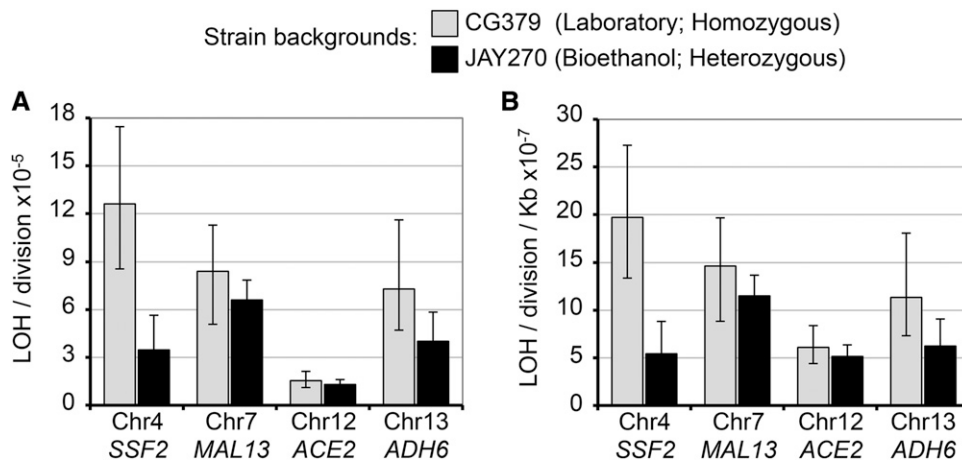 Strain backgrounds:
CG379 (Laboratory; Homozygous)
JAY270 (Bioethanol; Heterozygous)
A
LOH / division x10-5
18
15
12
9
6
3
0
Chr4 Chr7 Chr12 Chr13
SSF2 MAL13 ACE2 ADH6
B
LOH / division / Kb x10-7
30
25
20
15
10
5
0
Chr4 Chr7 Chr12 Chr13
SSF2 MAL13 ACE2 ADH6